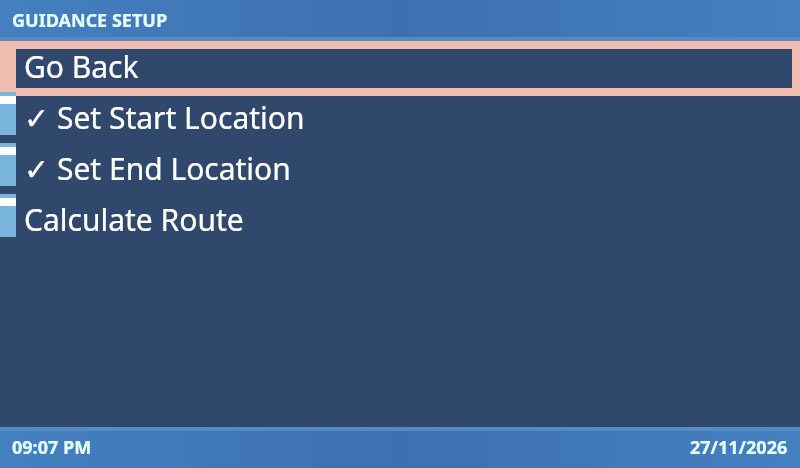 GUIDANCE SETUP
Go Back
✓ Set Start Location
✓ Set End Location
Calculate Route
09:07 PM
27/11/2026